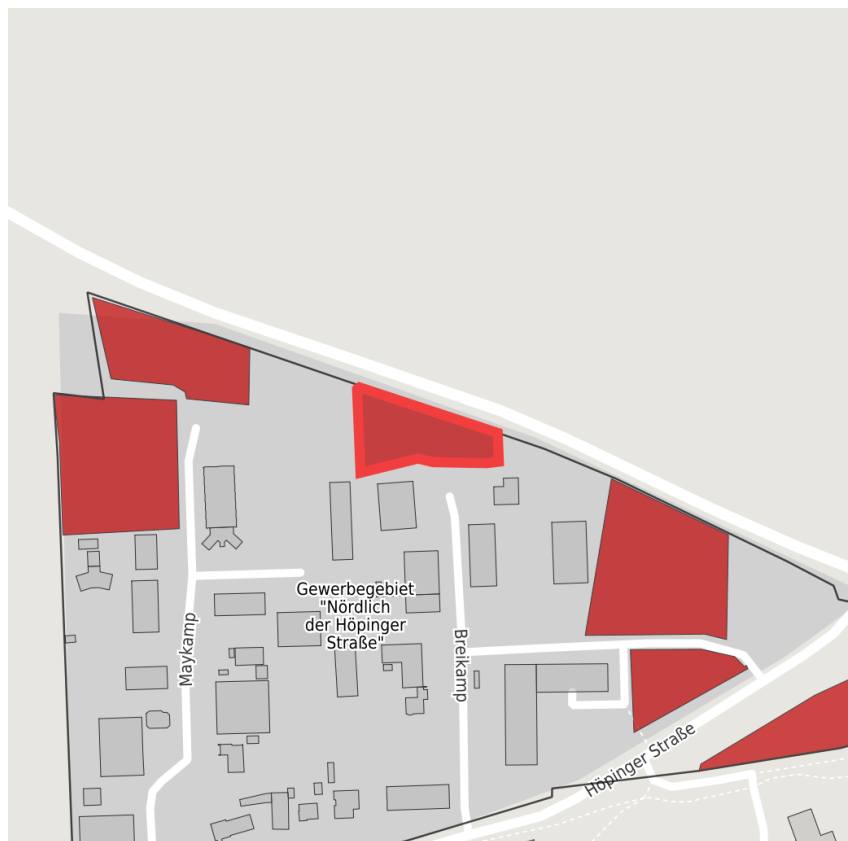 Gewerbegebiet
"Nördlich
der Höpinger
Straße"
Maykamp
Breikamp
Höpinger Straße